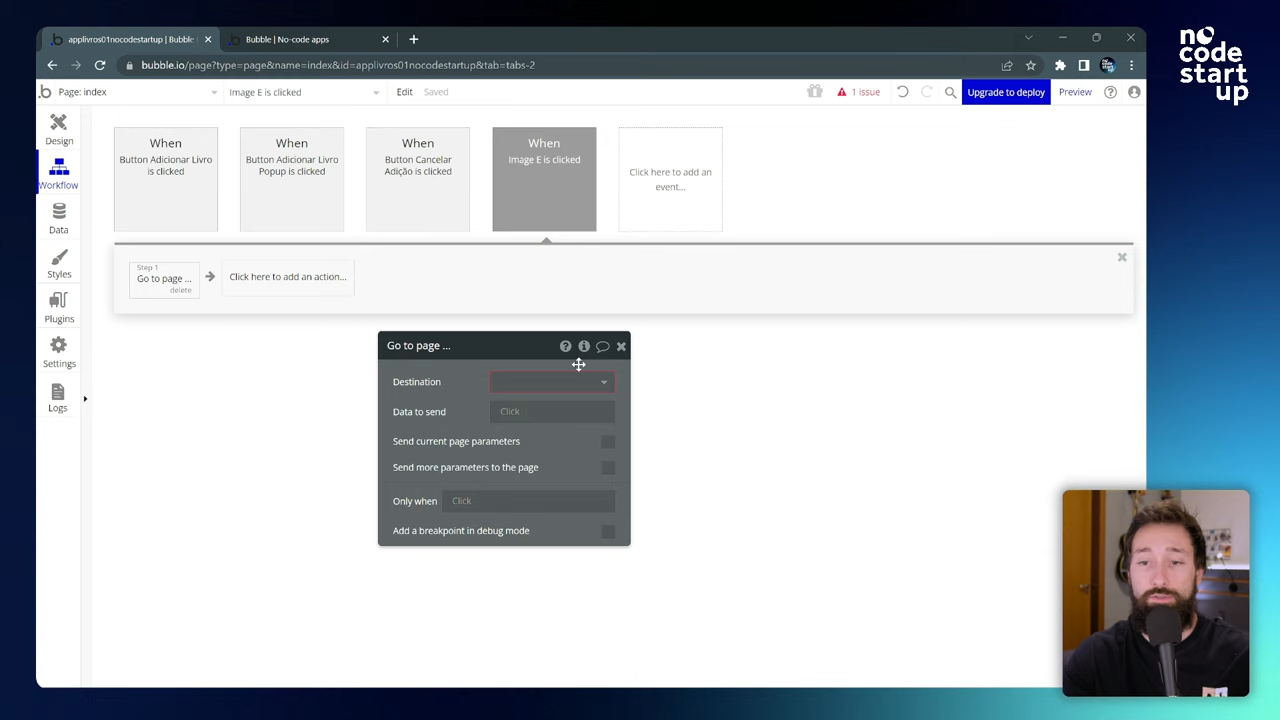 applivros01nocodestartup | Bubble
Bubble | No-code apps
bubble.io/page?type=page&name=index&id=applivros01nocodestartup&tab=tabs-2
Page: index
Image E is clicked
Edit
Saved
1 issue
Upgrade to deploy
Preview
no
code
start
up
Design
Workflow
Data
Styles
Plugins
Settings
Logs
When
Button Adicionar Livro
is clicked
When
Button Adicionar Livro
Popup is clicked
When
Button Cancelar
Adição is clicked
When
Image E is clicked
Click here to add an
event...
Step 1
Go to page ...
delete
Click here to add an action...
Go to page ...
Destination
Data to send
Click
Send current page parameters
Send more parameters to the page
Only when
Click
Add a breakpoint in debug mode